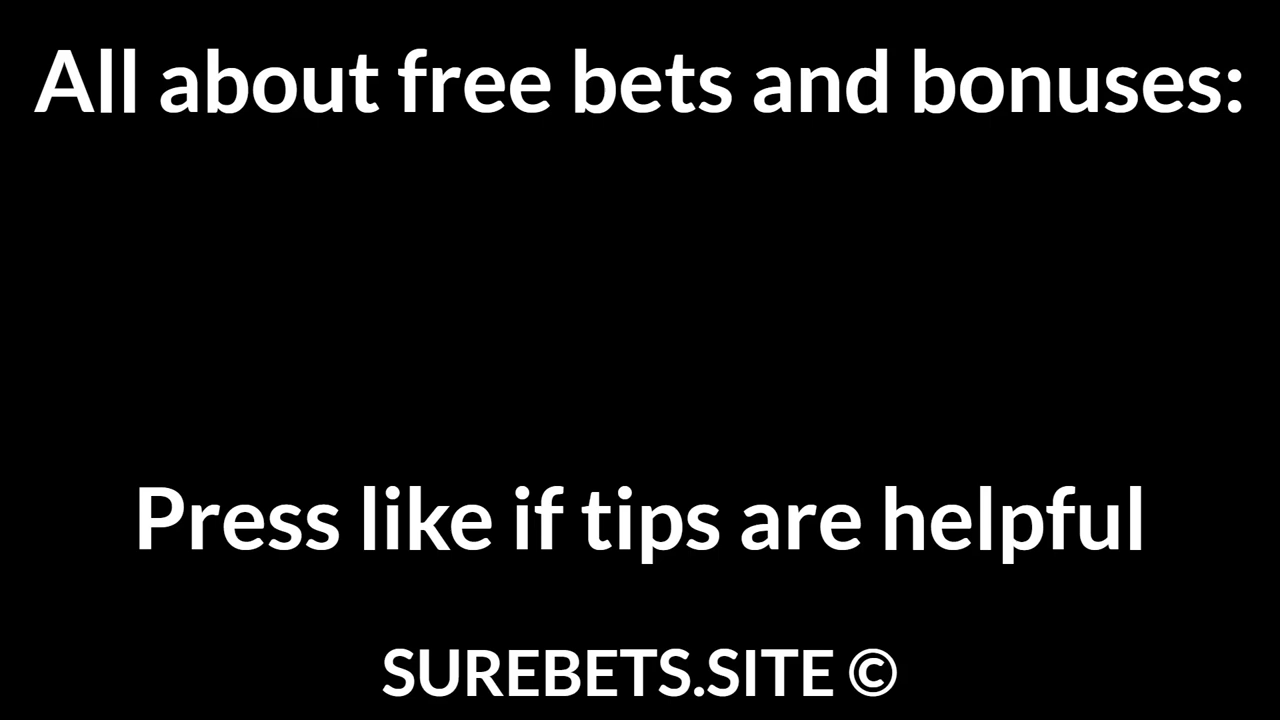 All about free bets and bonuses:
Press like if tips are helpful
SUREBETS.SITE ©